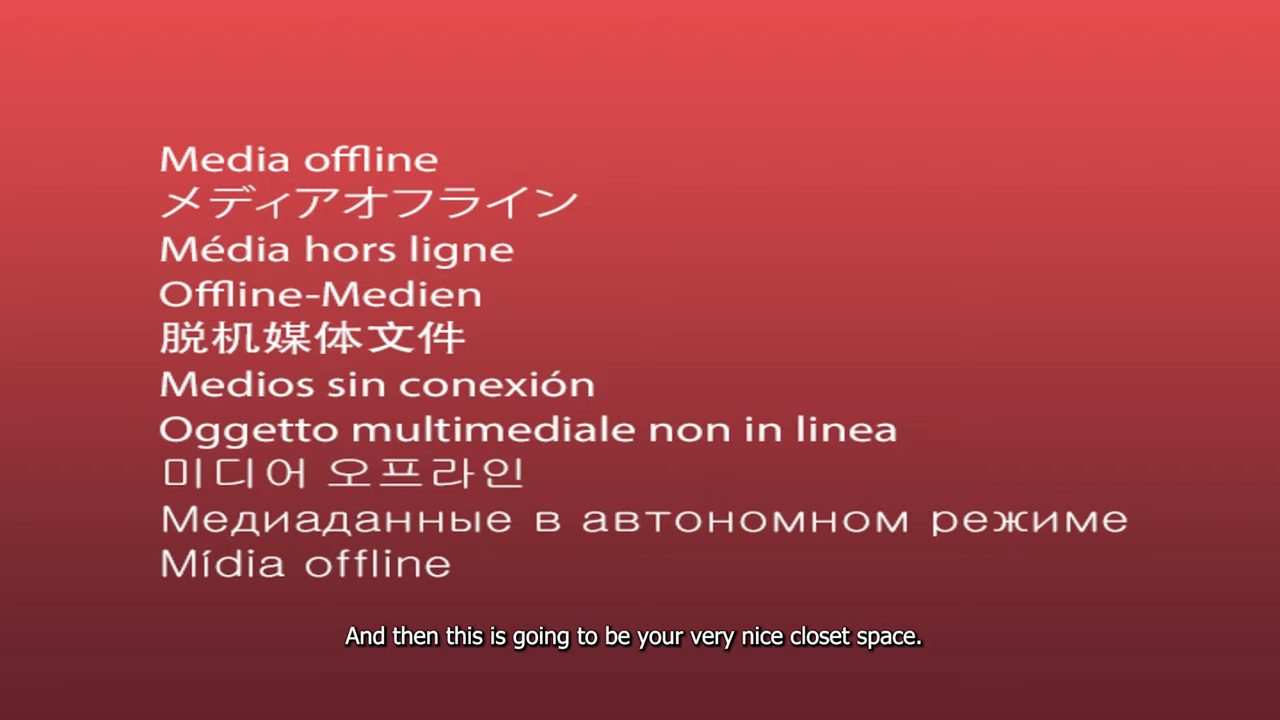 Media offline
メディアオフライン
Média hors ligne
Offline-Medien
脱机媒体文件
Medios sin conexión
Oggetto multimediale non in linea
미디어 오프라인
Медиаданные в автономном режиме
Mídia offline
And then this is going to be your very nice closet space.